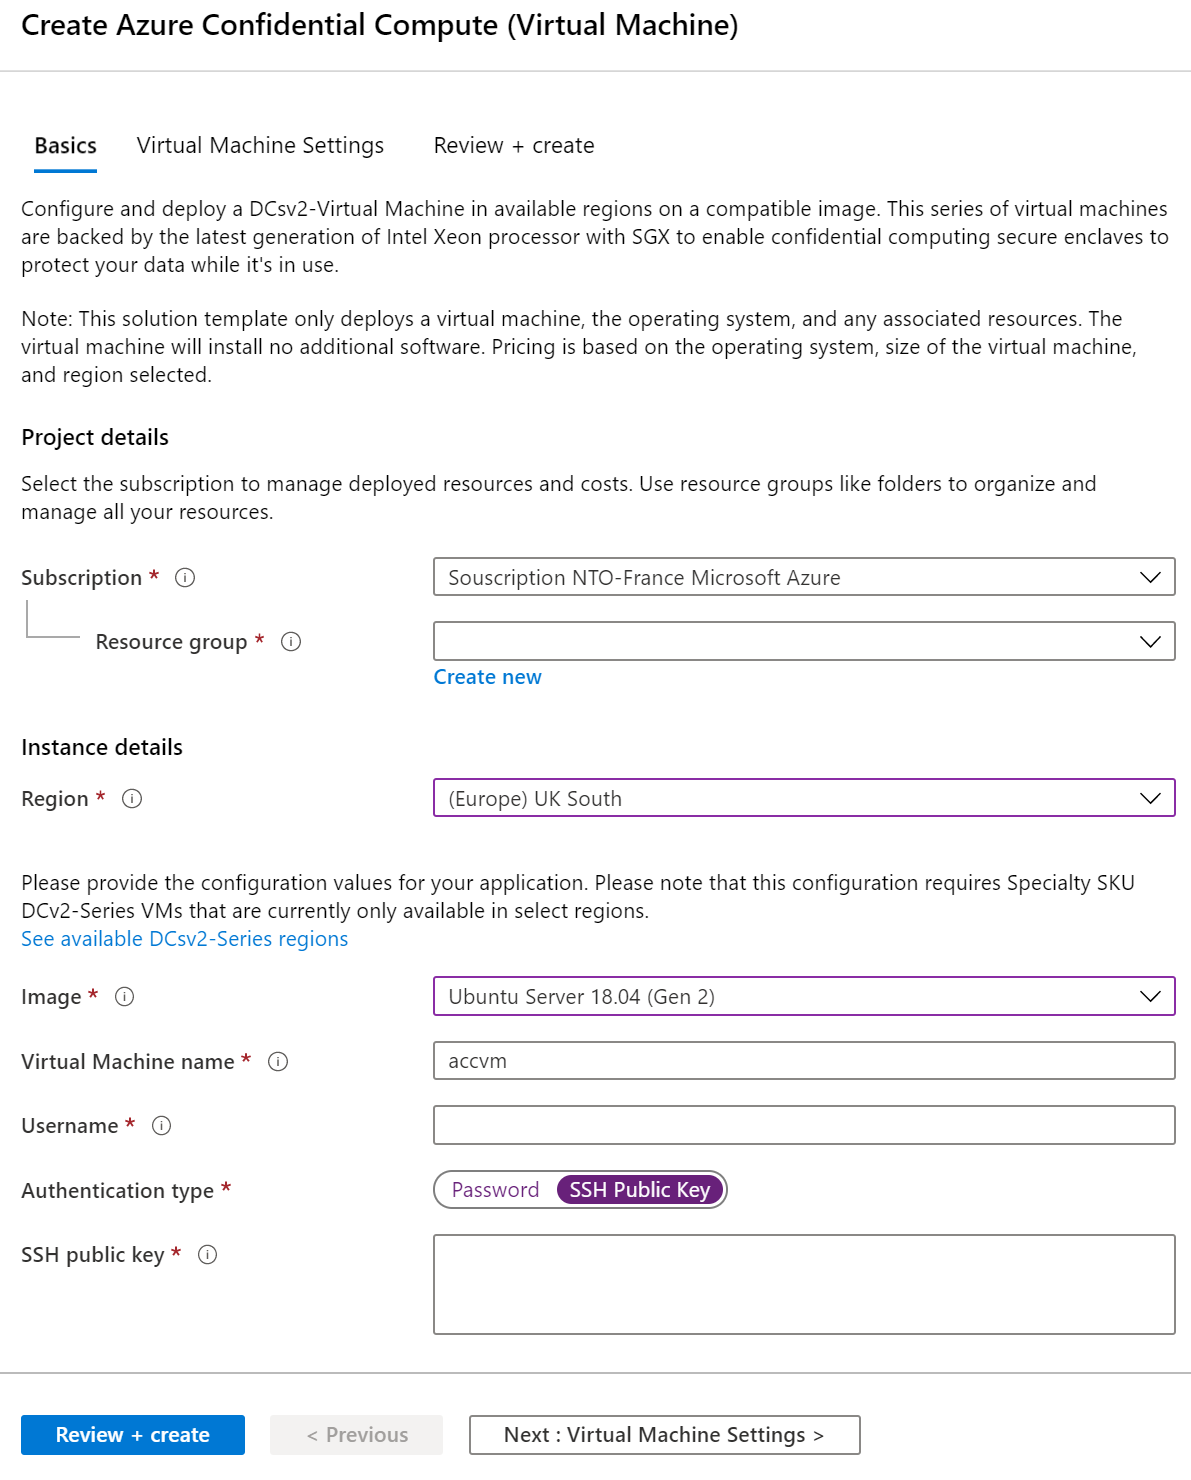 Create Azure Confidential Compute (Virtual Machine)
Basics Virtual Machine Settings Review + create
Configure and deploy a DCsv2-Virtual Machine in available regions on a compatible image. This series of virtual machines
are backed by the latest generation of Intel Xeon processor with SGX to enable confidential computing secure enclaves to
protect your data while it's in use.
Note: This solution template only deploys a virtual machine, the operating system, and any associated resources. The
virtual machine will install no additional software. Pricing is based on the operating system, size of the virtual machine,
and region selected.
Project details
Select the subscription to manage deployed resources and costs. Use resource groups like folders to organize and
manage all your resources.
Subscription * Souscription NTO-France Microsoft Azure
Resource group *
Create new
Instance details
Region * (Europe) UK South
Please provide the configuration values for your application. Please note that this configuration requires Specialty SKU
DCv2-Series VMs that are currently only available in select regions.
See available DCsv2-Series regions
Image * Ubuntu Server 18.04 (Gen 2)
Virtual Machine name * accvm
Username *
Authentication type * Password SSH Public Key
SSH public key *
Review + create < Previous Next : Virtual Machine Settings >